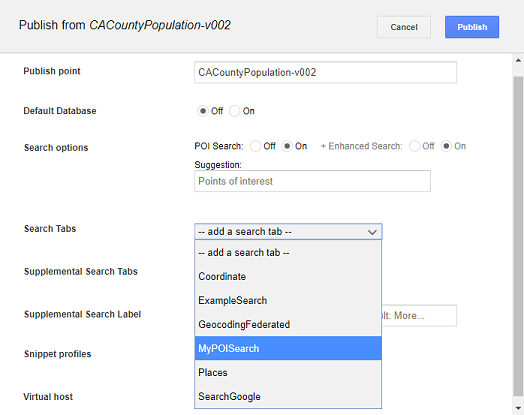 Publish from CACountyPopulation-v002
Cancel
Publish
Publish point
CACountyPopulation-v002
Default Database
Off On
Search options
POI Search: Off On + Enhanced Search: Off On
Suggestion:
Points of interest
Search Tabs
-- add a search tab --
-- add a search tab --
Supplemental Search Tabs
Coordinate
ExampleSearch
Supplemental Search Label
GeocodingFederated
More...
Snippet profiles
MyPOISearch
Places
Virtual host
SearchGoogle